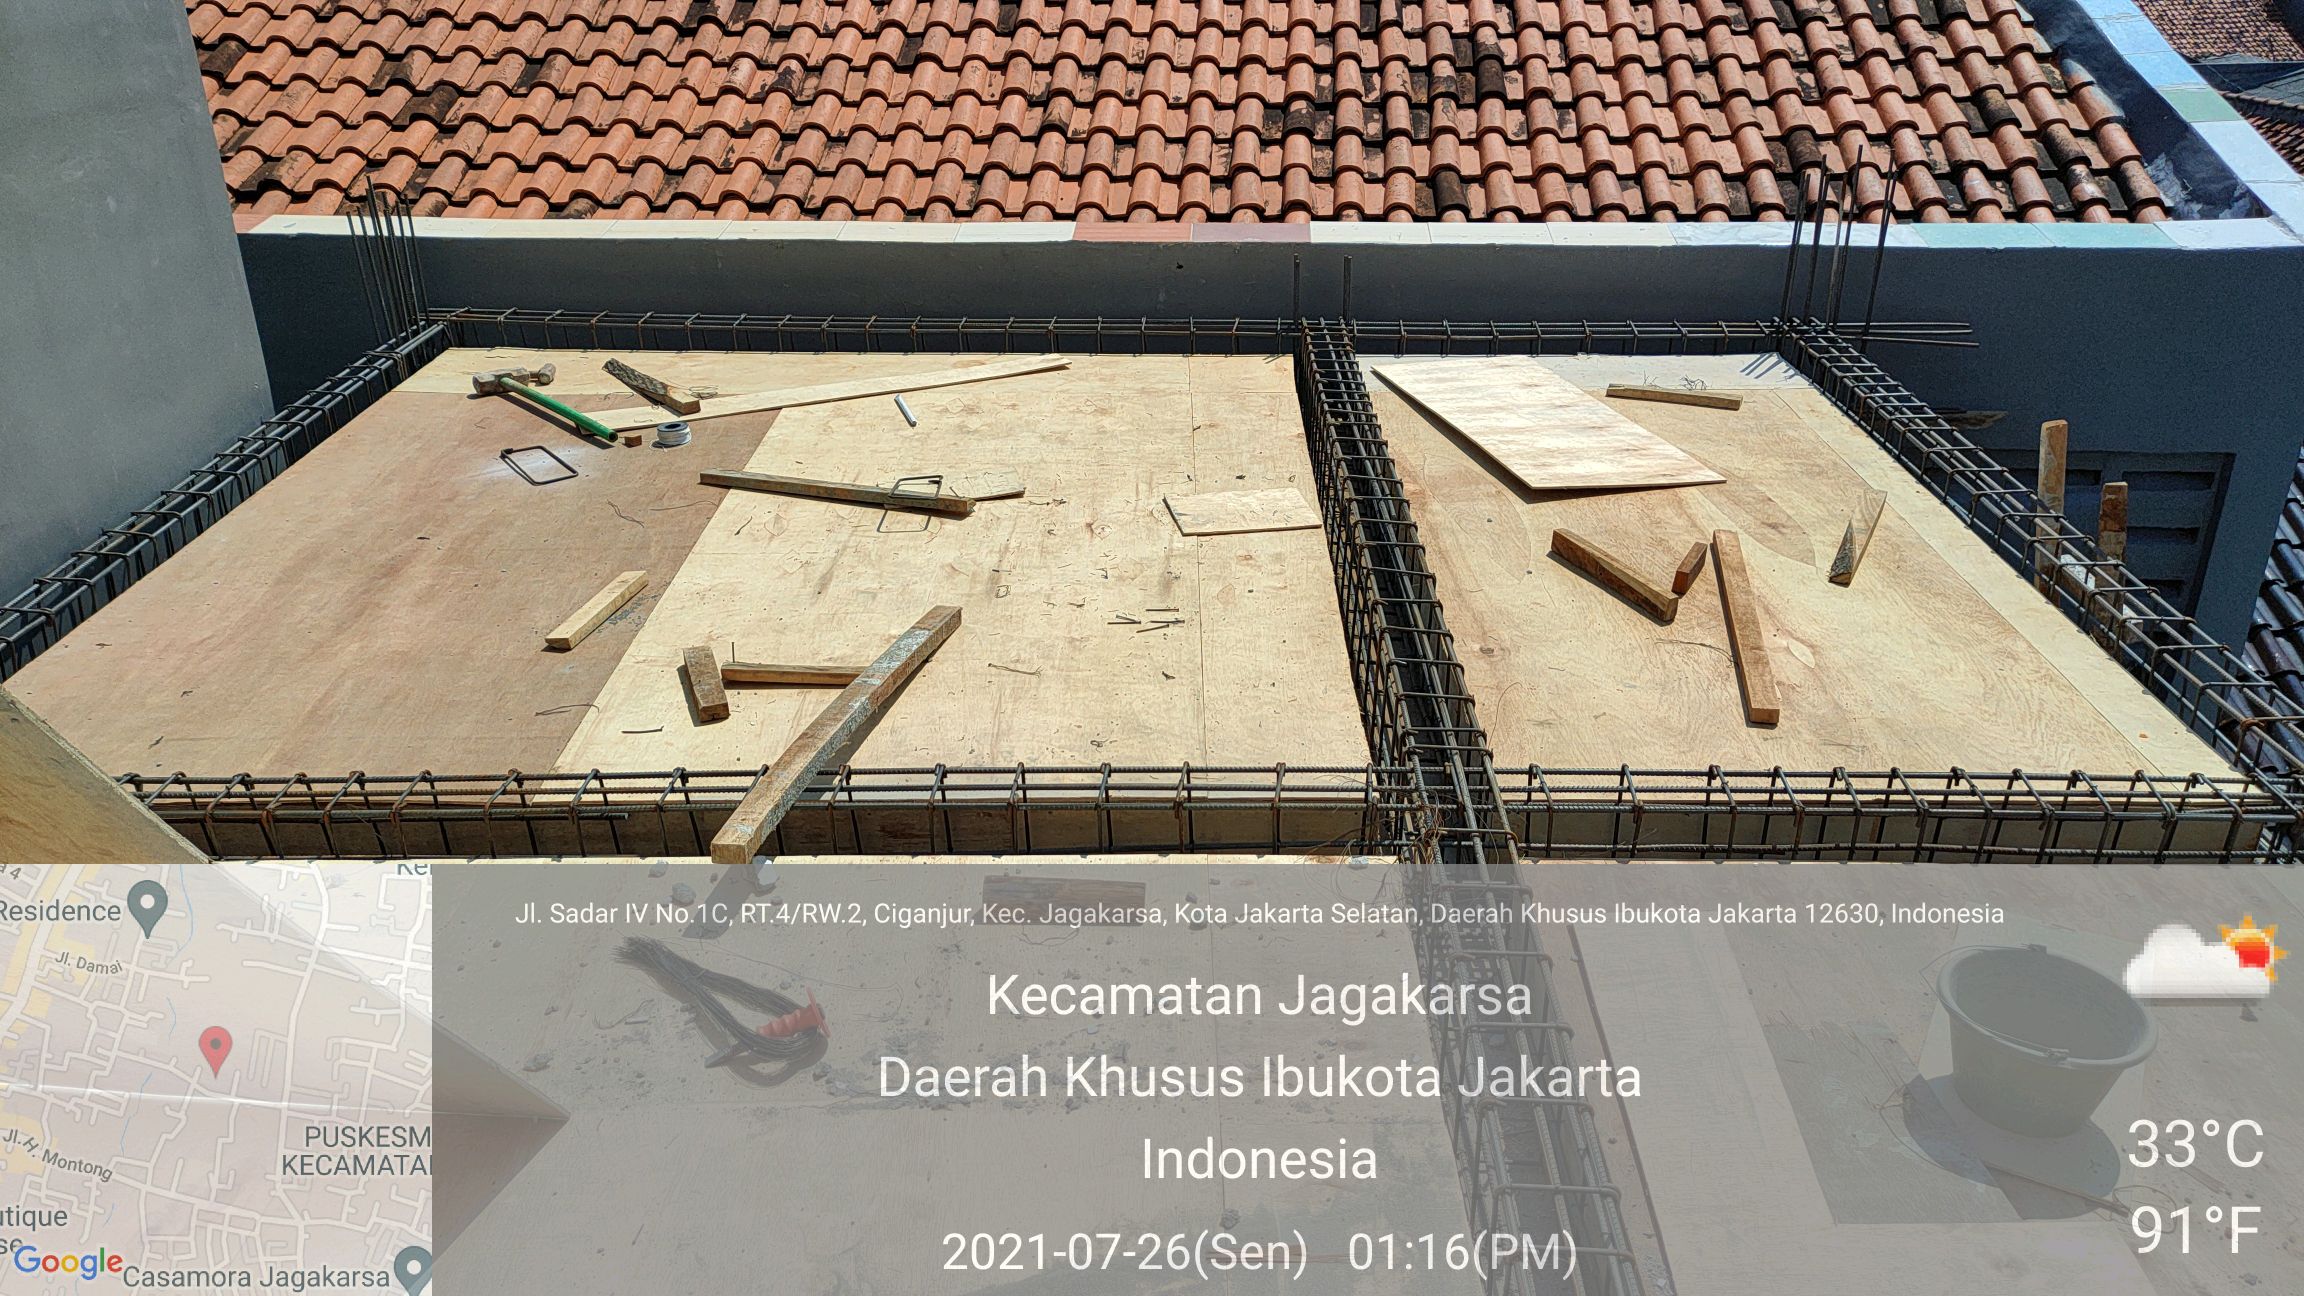 Residence
Jl. Damai
Jl. Sadar IV No.1C, RT.4/RW.2, Ciganjur, Kec. Jagakarsa, Kota Jakarta Selatan, Daerah Khusus Ibukota Jakarta 12630, Indonesia
Kecamatan Jagakarsa
Daerah Khusus Ibukota Jakarta
Indonesia
2021-07-26(Sen) 01:16(PM)
33°C
91°F
PUSKESM
KECAMATA
Montong
Google
Casamora Jagakarsa